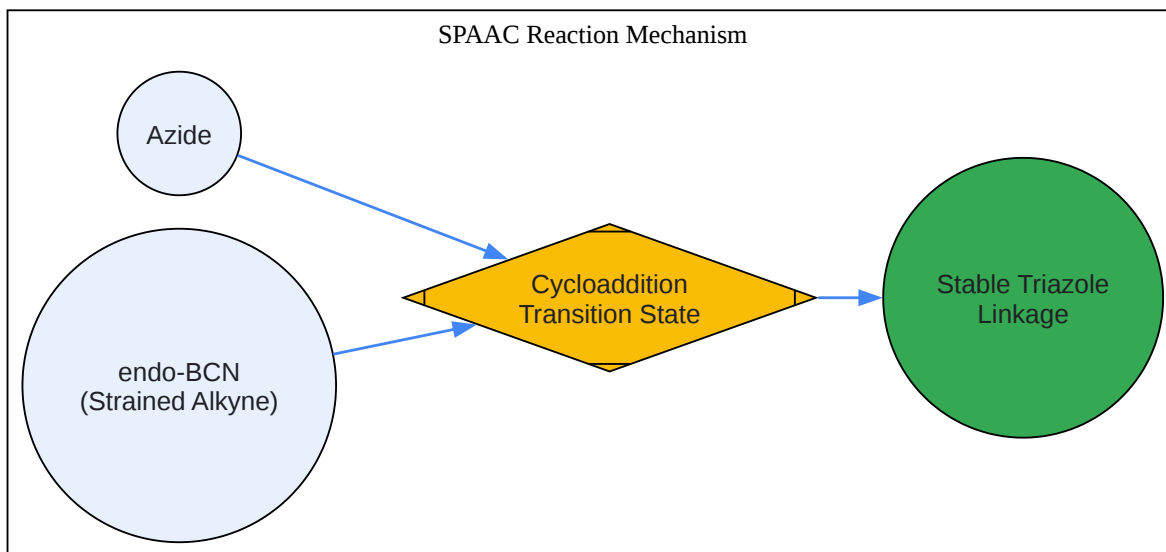 SPAAC Reaction Mechanism
Azide
endo-BCN
(Strained Alkyne)
Cycloaddition
Transition State
Stable Triazole
Linkage